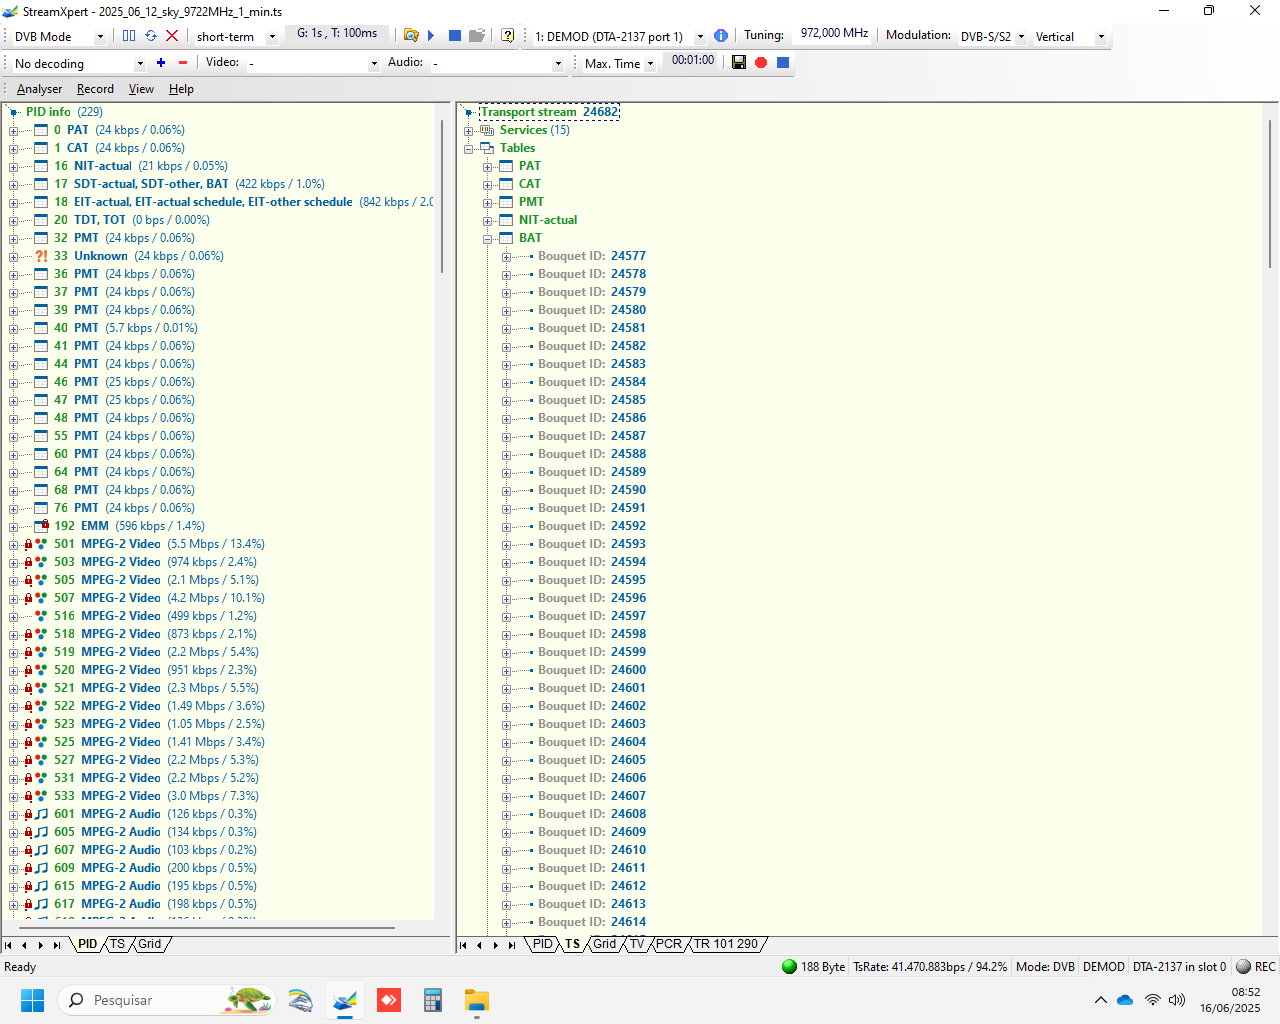 StreamXpert - 2025_06_12_sky_9722MHz_1_min.ts
DVB Mode short-term G: 1s , T: 100ms 1: DEMOD (DTA-2137 port 1) Tuning: 972,000 MHz Modulation: DVB-S/S2 Vertical
No decoding Video: - Audio: - Max. Time 00:01:00
Analyser Record View Help
PID info (229)
0 PAT (24 kbps / 0.06%)
1 CAT (24 kbps / 0.06%)
16 NIT-actual (21 kbps / 0.05%)
17 SDT-actual, SDT-other, BAT (422 kbps / 1.0%)
18 EIT-actual, EIT-actual schedule, EIT-other schedule (842 kbps / 2.0
20 TDT, TOT (0 bps / 0.00%)
32 PMT (24 kbps / 0.06%)
?! 33 Unknown (24 kbps / 0.06%)
36 PMT (24 kbps / 0.06%)
37 PMT (24 kbps / 0.06%)
39 PMT (24 kbps / 0.06%)
40 PMT (5.7 kbps / 0.01%)
41 PMT (24 kbps / 0.06%)
44 PMT (24 kbps / 0.06%)
46 PMT (25 kbps / 0.06%)
47 PMT (25 kbps / 0.06%)
48 PMT (24 kbps / 0.06%)
55 PMT (24 kbps / 0.06%)
60 PMT (24 kbps / 0.06%)
64 PMT (24 kbps / 0.06%)
68 PMT (24 kbps / 0.06%)
76 PMT (24 kbps / 0.06%)
192 EMM (596 kbps / 1.4%)
501 MPEG-2 Video (5.5 Mbps / 13.4%)
503 MPEG-2 Video (974 kbps / 2.4%)
505 MPEG-2 Video (2.1 Mbps / 5.1%)
507 MPEG-2 Video (4.2 Mbps / 10.1%)
516 MPEG-2 Video (499 kbps / 1.2%)
518 MPEG-2 Video (873 kbps / 2.1%)
519 MPEG-2 Video (2.2 Mbps / 5.4%)
520 MPEG-2 Video (951 kbps / 2.3%)
521 MPEG-2 Video (2.3 Mbps / 5.5%)
522 MPEG-2 Video (1.49 Mbps / 3.6%)
523 MPEG-2 Video (1.05 Mbps / 2.5%)
525 MPEG-2 Video (1.41 Mbps / 3.4%)
527 MPEG-2 Video (2.2 Mbps / 5.3%)
531 MPEG-2 Video (2.2 Mbps / 5.2%)
533 MPEG-2 Video (3.0 Mbps / 7.3%)
601 MPEG-2 Audio (126 kbps / 0.3%)
605 MPEG-2 Audio (134 kbps / 0.3%)
607 MPEG-2 Audio (103 kbps / 0.2%)
609 MPEG-2 Audio (200 kbps / 0.5%)
615 MPEG-2 Audio (195 kbps / 0.5%)
617 MPEG-2 Audio (198 kbps / 0.5%)
PID TS Grid
Transport stream 24682
Services (15)
Tables
PAT
CAT
PMT
NIT-actual
BAT
Bouquet ID: 24577
Bouquet ID: 24578
Bouquet ID: 24579
Bouquet ID: 24580
Bouquet ID: 24581
Bouquet ID: 24582
Bouquet ID: 24583
Bouquet ID: 24584
Bouquet ID: 24585
Bouquet ID: 24586
Bouquet ID: 24587
Bouquet ID: 24588
Bouquet ID: 24589
Bouquet ID: 24590
Bouquet ID: 24591
Bouquet ID: 24592
Bouquet ID: 24593
Bouquet ID: 24594
Bouquet ID: 24595
Bouquet ID: 24596
Bouquet ID: 24597
Bouquet ID: 24598
Bouquet ID: 24599
Bouquet ID: 24600
Bouquet ID: 24601
Bouquet ID: 24602
Bouquet ID: 24603
Bouquet ID: 24604
Bouquet ID: 24605
Bouquet ID: 24606
Bouquet ID: 24607
Bouquet ID: 24608
Bouquet ID: 24609
Bouquet ID: 24610
Bouquet ID: 24611
Bouquet ID: 24612
Bouquet ID: 24613
Bouquet ID: 24614
PID TS Grid TV PCR TR 101 290
Ready 188 Byte TsRate: 41.470.883bps / 94.2% Mode: DVB DEMOD DTA-2137 in slot 0 REC
Pesquisar 08:52
16/06/2025